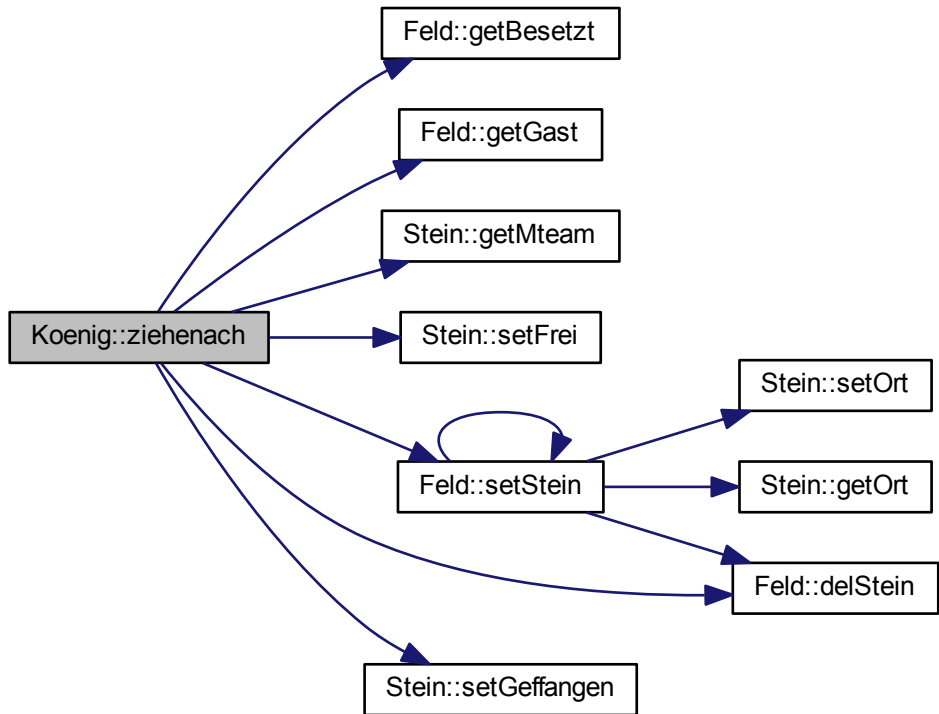 Feld::getBesetzt
Feld::getGast
Stein::getMteam
Koenig::ziehenach
Stein::setFrei
Stein::setOrt
Feld::setStein
Stein::getOrt
Feld::delStein
Stein::setGeffangen